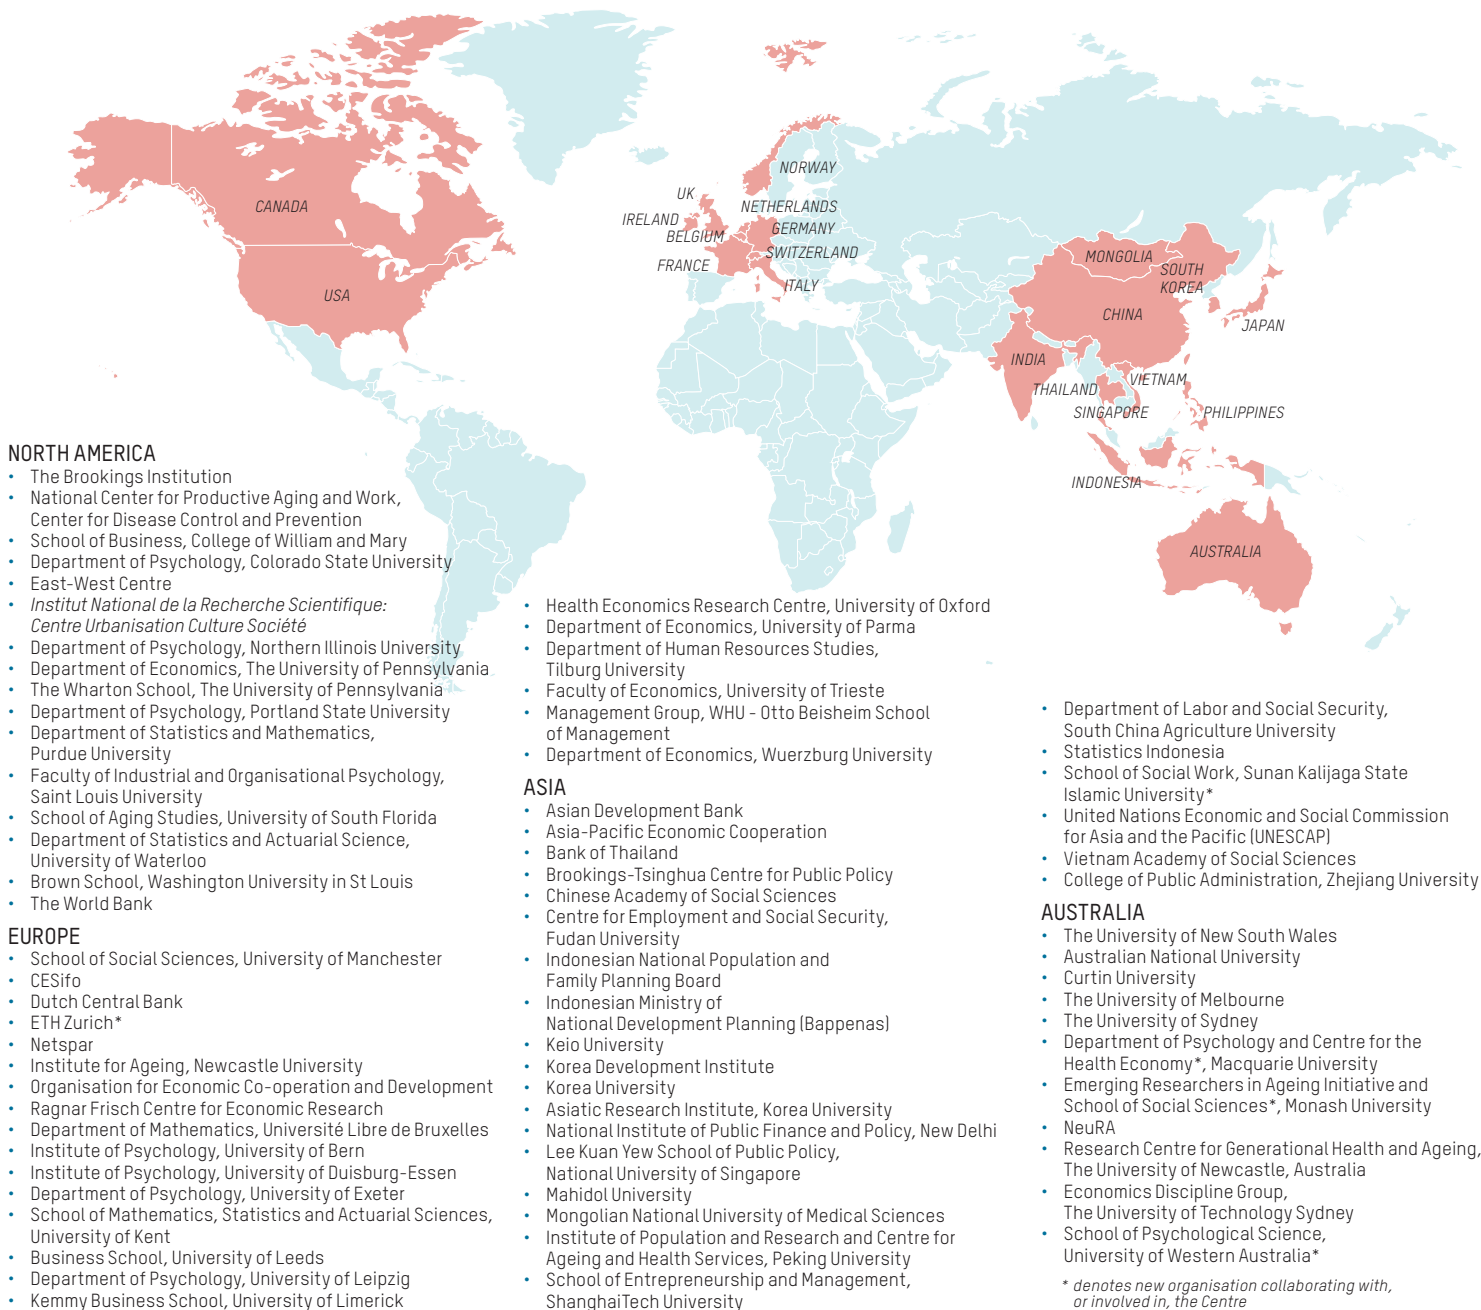 CANADA
USA
NORWAY
UK
NETHERLANDS
IRELAND
GERMANY
BELGIUM
SWITZERLAND
FRANCE
ITALY
MONGOLIA
SOUTH
KOREA
CHINA
JAPAN
INDIA
THAILAND
VIETNAM
SINGAPORE
PHILIPPINES
INDONESIA
AUSTRALIA
NORTH AMERICA
• The Brookings Institution
• National Center for Productive Aging and Work,
Center for Disease Control and Prevention
• School of Business, College of William and Mary
• Department of Psychology, Colorado State University
• East-West Centre
• Institut National de la Recherche Scientifique:
Centre Urbanisation Culture Société
• Department of Psychology, Northern Illinois University
• Department of Economics, The University of Pennsylvania
• The Wharton School, The University of Pennsylvania
• Department of Psychology, Portland State University
• Department of Statistics and Mathematics,
Purdue University
• Faculty of Industrial and Organisational Psychology,
Saint Louis University
• School of Aging Studies, University of South Florida
• Department of Statistics and Actuarial Science,
University of Waterloo
• Brown School, Washington University in St Louis
• The World Bank
EUROPE
• School of Social Sciences, University of Manchester
• CESifo
• Dutch Central Bank
• ETH Zurich*
• Netspar
• Institute for Ageing, Newcastle University
• Organisation for Economic Co-operation and Development
• Ragnar Frisch Centre for Economic Research
• Department of Mathematics, Université Libre de Bruxelles
• Institute of Psychology, University of Bern
• Institute of Psychology, University of Duisburg-Essen
• Department of Psychology, University of Exeter
• School of Mathematics, Statistics and Actuarial Sciences,
University of Kent
• Business School, University of Leeds
• Department of Psychology, University of Leipzig
• Kemmy Business School, University of Limerick
• Health Economics Research Centre, University of Oxford
• Department of Economics, University of Parma
• Department of Human Resources Studies,
Tilburg University
• Faculty of Economics, University of Trieste
• Management Group, WHU - Otto Beisheim School
of Management
• Department of Economics, Wuerzburg University
ASIA
• Asian Development Bank
• Asia-Pacific Economic Cooperation
• Bank of Thailand
• Brookings-Tsinghua Centre for Public Policy
• Chinese Academy of Social Sciences
• Centre for Employment and Social Security,
Fudan University
• Indonesian National Population and
Family Planning Board
• Indonesian Ministry of
National Development Planning (Bappenas)
• Keio University
• Korea Development Institute
• Korea University
• Asiatic Research Institute, Korea University
• National Institute of Public Finance and Policy, New Delhi
• Lee Kuan Yew School of Public Policy,
National University of Singapore
• Mahidol University
• Mongolian National University of Medical Sciences
• Institute of Population and Research and Centre for
Ageing and Health Services, Peking University
• School of Entrepreneurship and Management,
ShanghaiTech University
• Department of Labor and Social Security,
South China Agriculture University
• Statistics Indonesia
• School of Social Work, Sunan Kalijaga State
Islamic University*
• United Nations Economic and Social Commission
for Asia and the Pacific (UNESCAP)
• Vietnam Academy of Social Sciences
• College of Public Administration, Zhejiang University
AUSTRALIA
• The University of New South Wales
• Australian National University
• Curtin University
• The University of Melbourne
• The University of Sydney
• Department of Psychology and Centre for the
Health Economy*, Macquarie University
• Emerging Researchers in Ageing Initiative and
School of Social Sciences*, Monash University
• NeuRA
• Research Centre for Generational Health and Ageing,
The University of Newcastle, Australia
• Economics Discipline Group,
The University of Technology Sydney
• School of Psychological Science,
University of Western Australia*
* denotes new organisation collaborating with,
or involved in, the Centre